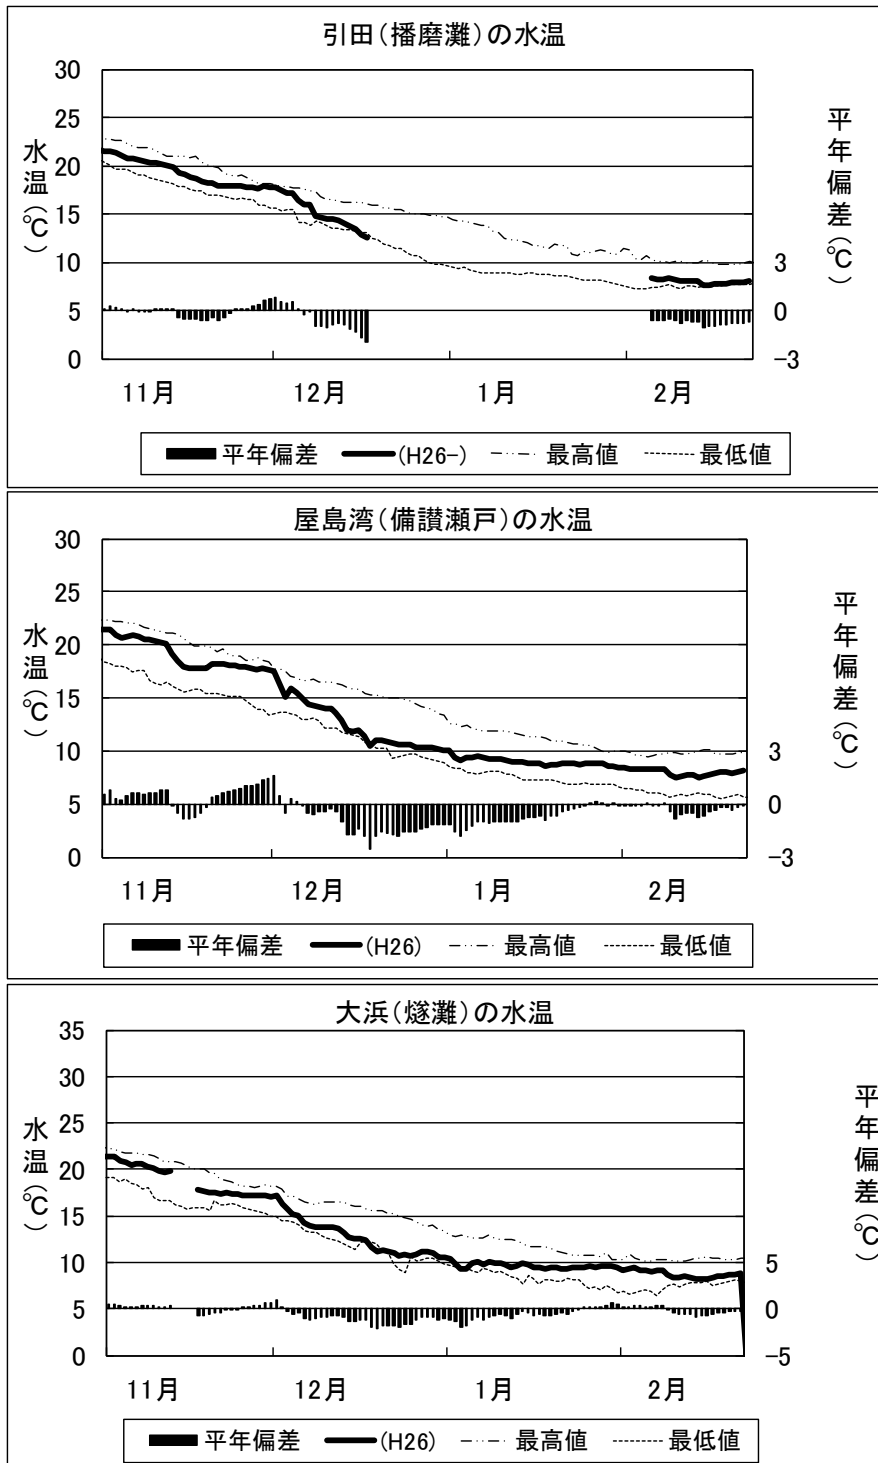 引田(播磨灘)の水温
30
25
20
15
10
5
0
水温(℃)
平年偏差(℃)
3
0
−3
11月 12月 1月 2月
平年偏差 (H26−) 最高値 最低値
屋島湾(備讃瀬戸)の水温
30
25
20
15
10
5
0
水温(℃)
平年偏差(℃)
3
0
−3
11月 12月 1月 2月
平年偏差 (H26) 最高値 最低値
大浜(燧灘)の水温
35
30
25
20
15
10
5
0
水温(℃)
平年偏差(℃)
5
0
−5
11月 12月 1月 2月
平年偏差 (H26) 最高値 最低値